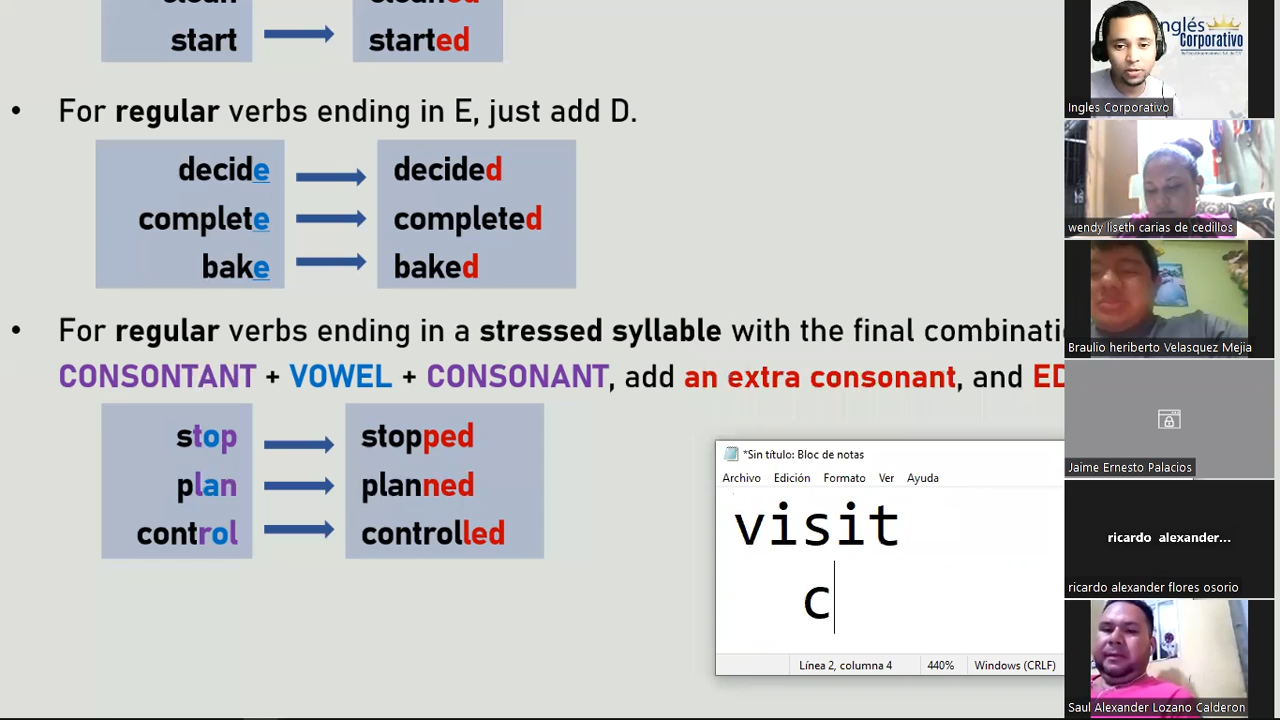 start → started
• For regular verbs ending in E, just add D.
decide → decided
complete → completed
bake → baked
• For regular verbs ending in a stressed syllable with the final
CONSONTANT + VOWEL + CONSONANT, add an extra consonant, and ED
stop → stopped
plan → planned
control → controlled
*Sin título: Bloc de notas
Archivo Edición Formato Ver Ayuda
visit
c
Línea 2, columna 4 440% Windows (CRLF)
Inglés
Corporativo
Ingles Corporativo
wendy liseth carias de cedillos
Braulio heriberto Velasquez Mejia
Jaime Ernesto Palacios
ricardo alexander...
ricardo alexander flores osorio
Saul Alexander Lozano Calderon